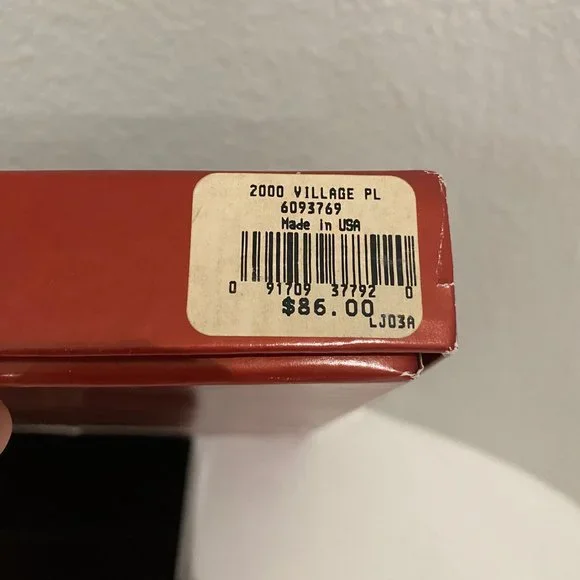 2000 VILLAGE PL
6093769
Made in USA
0 91709 37792 0
$86.00
LJ03A